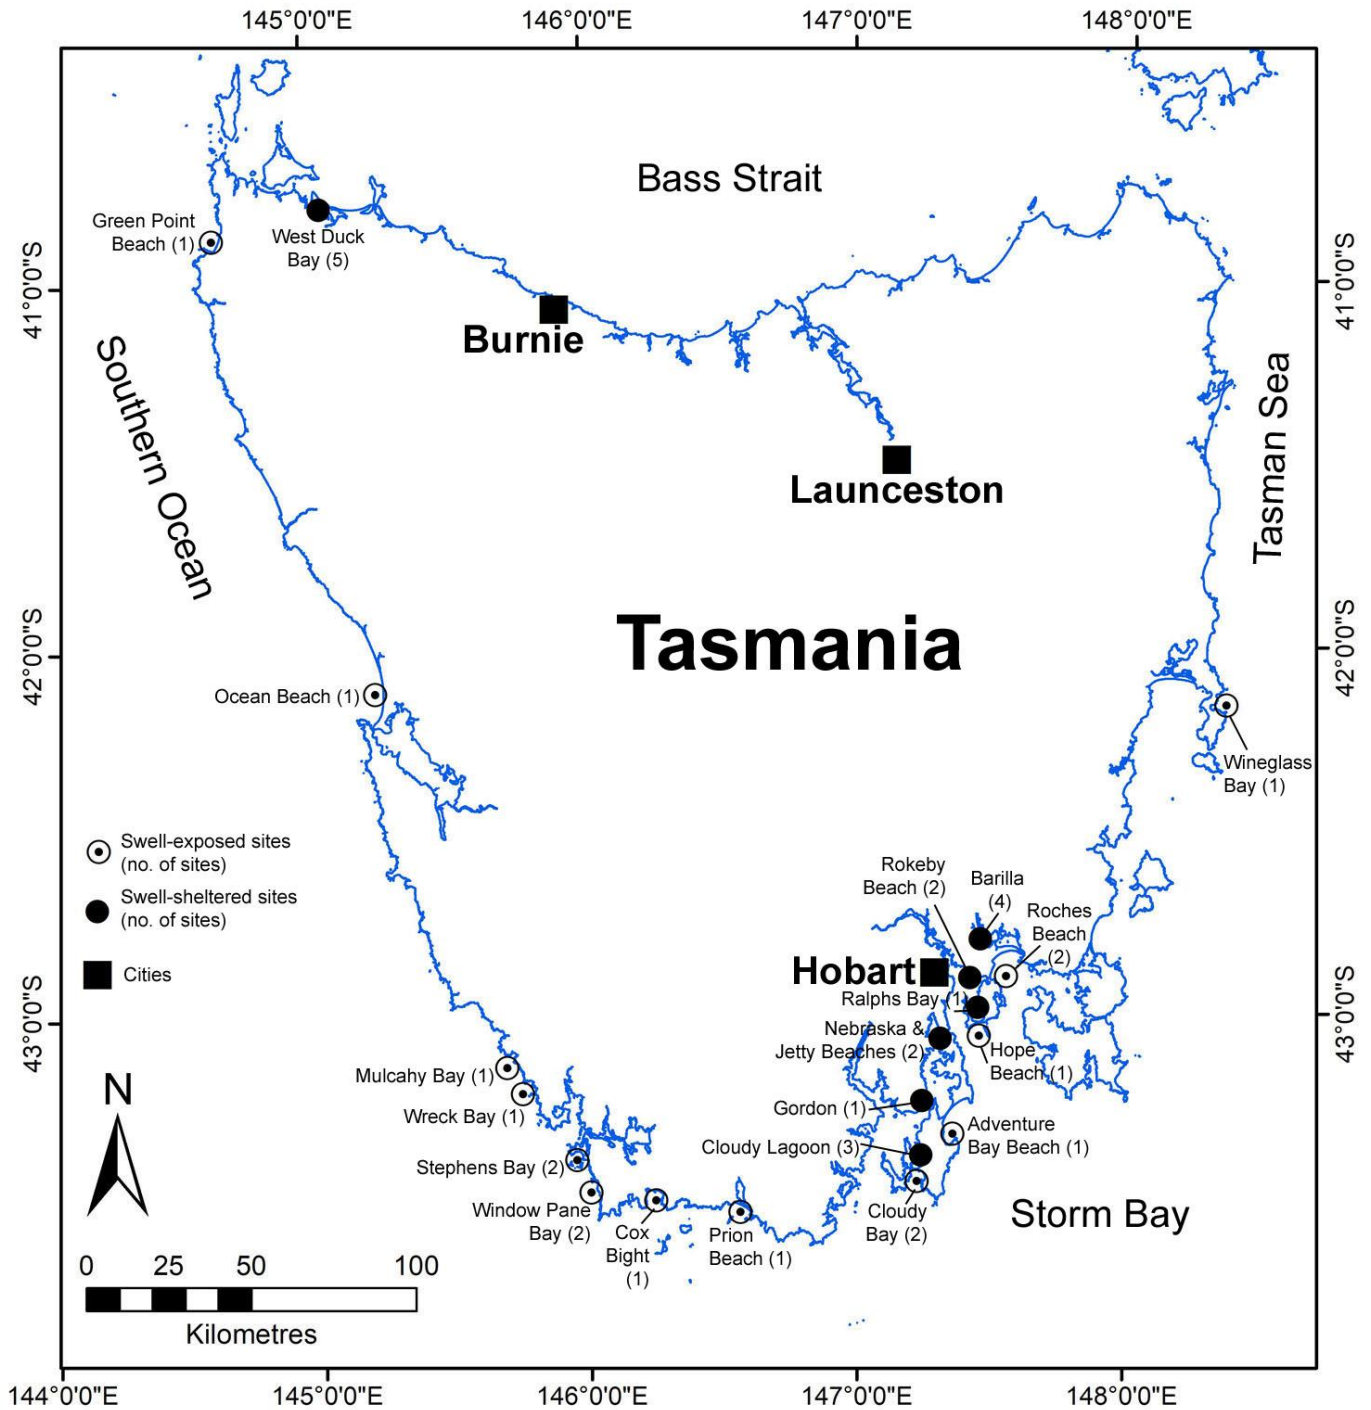 145°0'0"E
146°0'0"E
147°0'0"E
148°0'0"E
Bass Strait
Green Point
Beach (1)
West Duck
Bay (5)
41°0'0"S
41°0'0"S
Burnie
Southern Ocean
Tasman Sea
Launceston
Tasmania
42°0'0"S
42°0'0"S
Ocean Beach (1)
Wineglass
Bay (1)
Swell-exposed sites
(no. of sites)
Swell-sheltered sites
(no. of sites)
Cities
Rokeby
Beach (2)
Barilla
(4)
Roches
Beach
(2)
Hobart
Ralphs Bay (1)
43°0'0"S
43°0'0"S
Nebraska &
Jetty Beaches (2)
Hope
Beach (1)
Mulcahy Bay (1)
Wreck Bay (1)
Gordon (1)
Adventure
Bay Beach (1)
Cloudy Lagoon (3)
Stephens Bay (2)
Window Pane
Bay (2)
Cox
Bight
(1)
Prion
Beach (1)
Cloudy
Bay (2)
Storm Bay
N
0 25 50 100
Kilometres
144°0'0"E
145°0'0"E
146°0'0"E
147°0'0"E
148°0'0"E